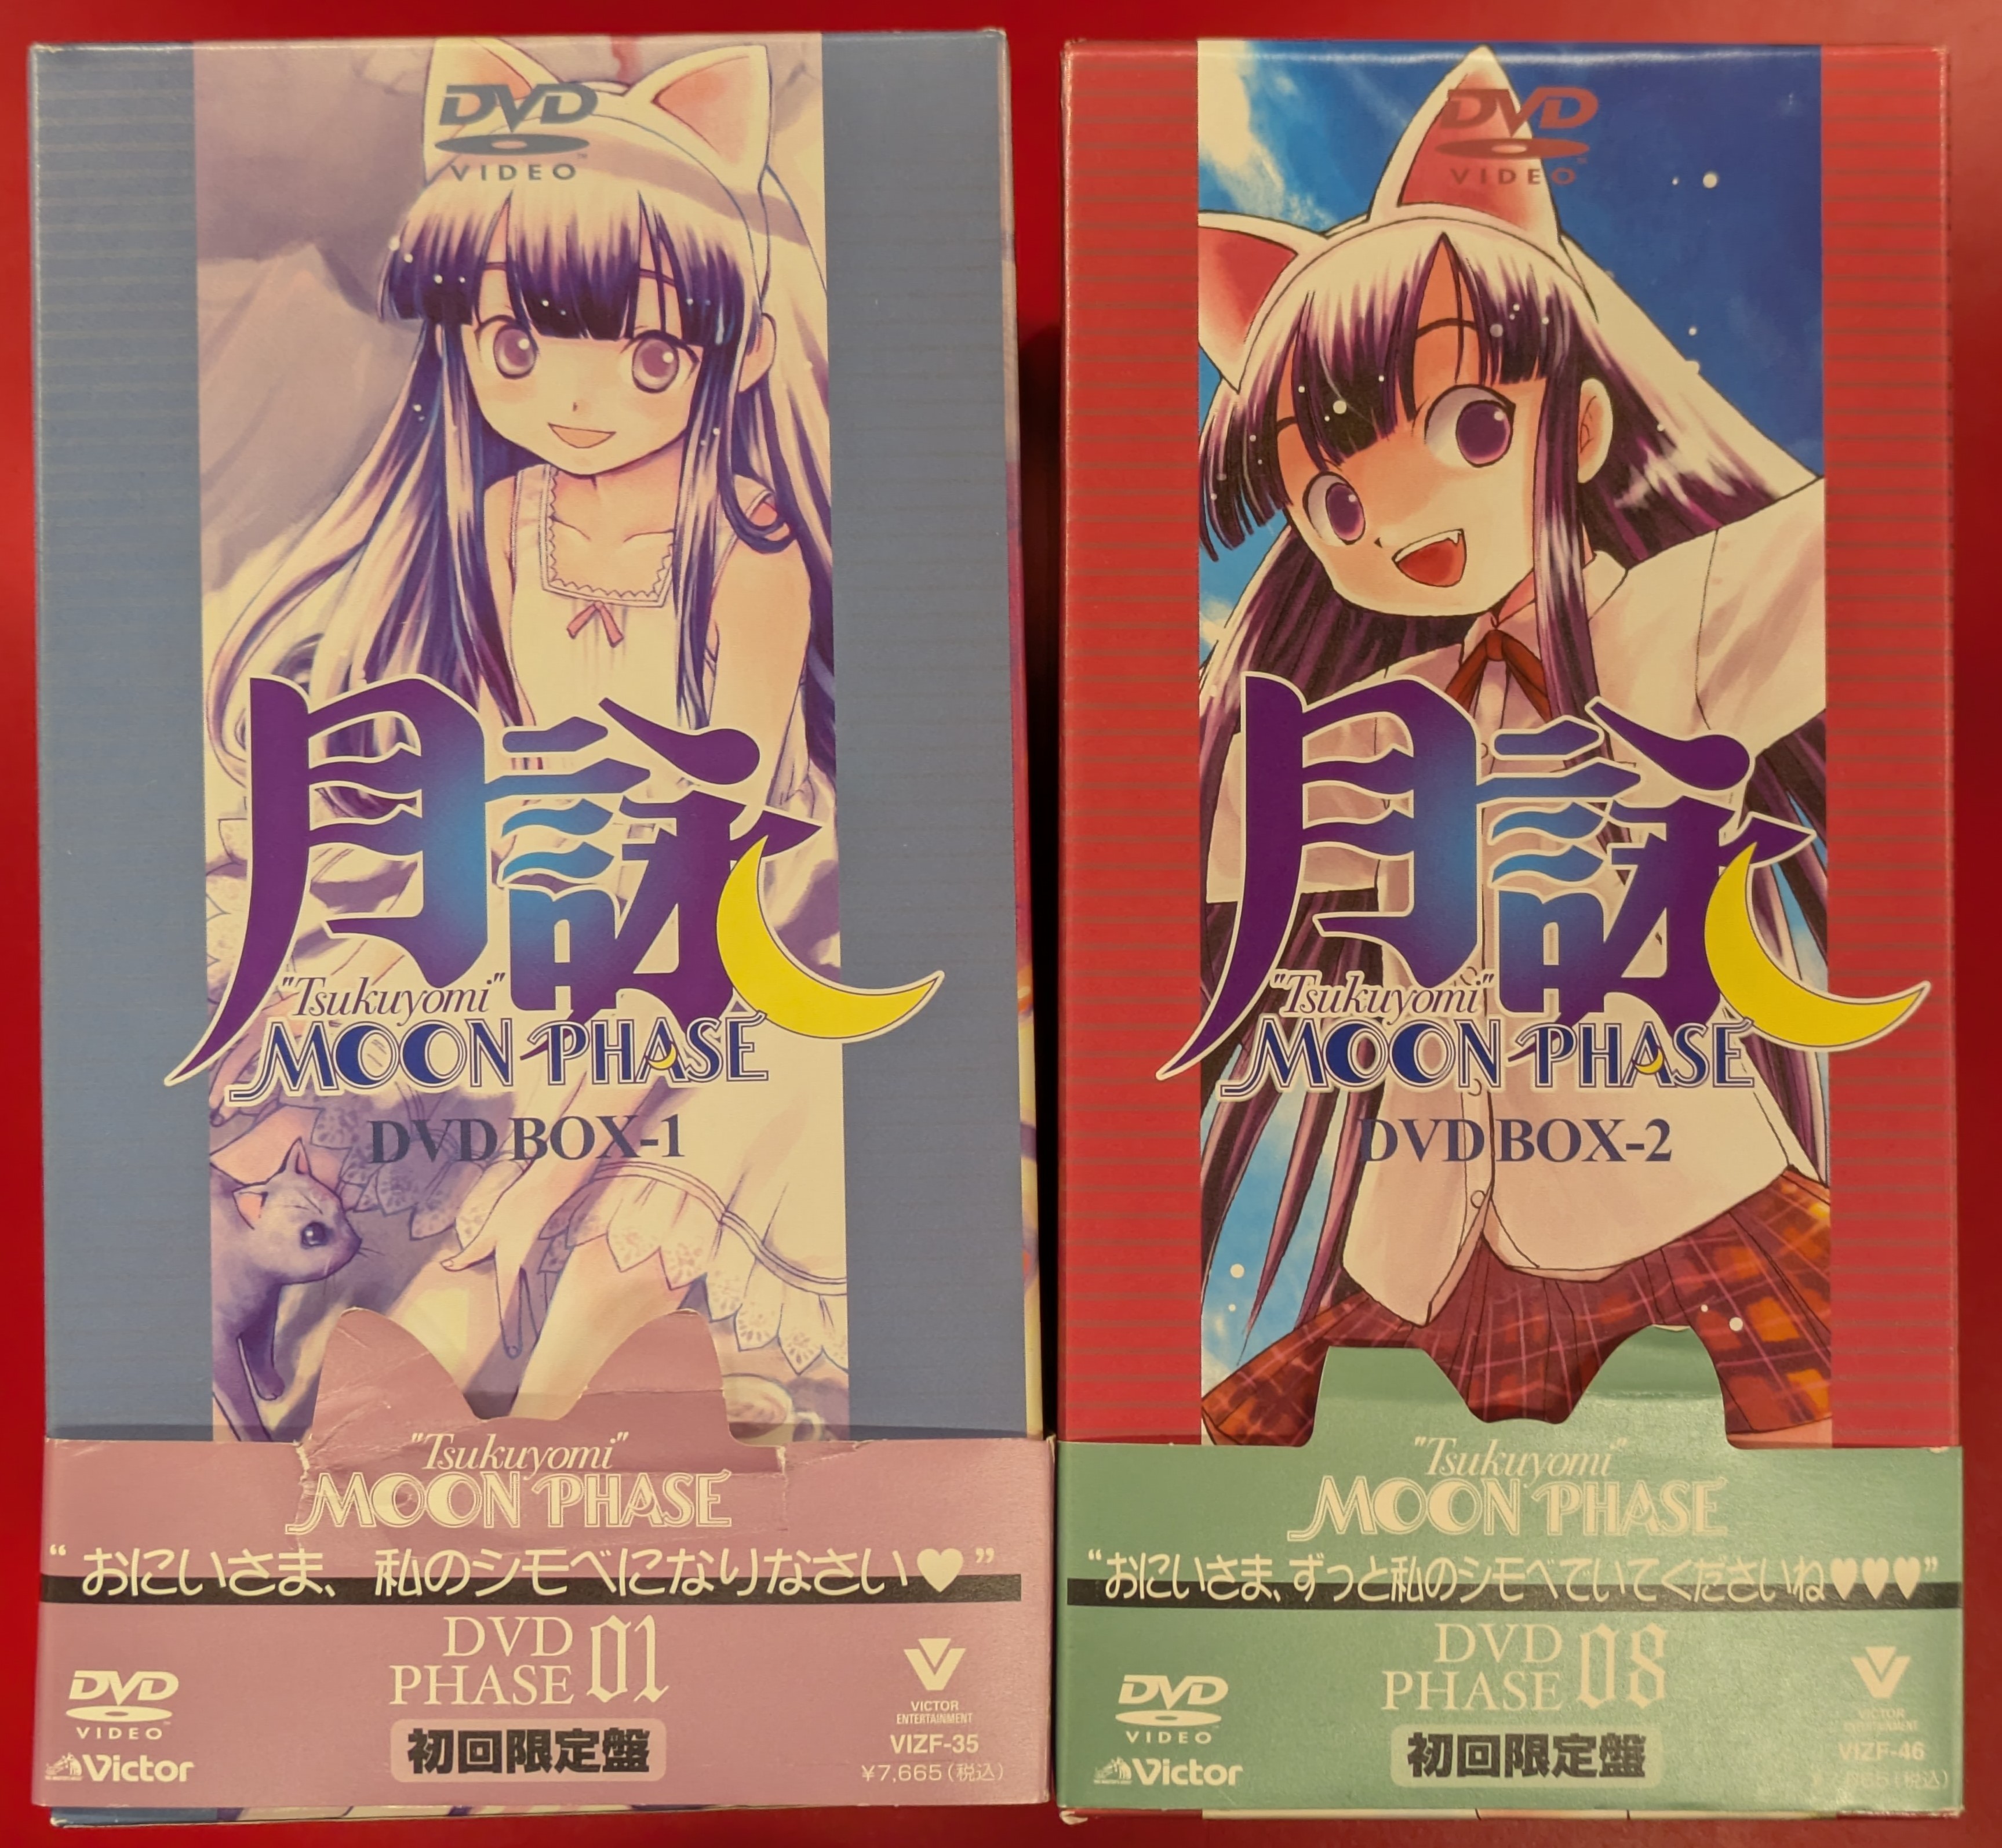 DVD
VIDEO
月詠
"Tsukuyomi"
MOON PHASE
DVD BOX-1
"Tsukuyomi"
MOON PHASE
“おにいさま、私のシモベになりなさい♥”
DVD
PHASE 01
初回限定盤
DVD
VIDEO
Victor
VICTOR
ENTERTAINMENT
VIZF-35
¥7,665(税込)
DVD
VIDEO
月詠
"Tsukuyomi"
MOON PHASE
DVD BOX-2
"Tsukuyomi"
MOON PHASE
“おにいさま、ずっと私のシモベでいてくださいね♥♥♥”
DVD
PHASE 08
初回限定盤
DVD
VIDEO
Victor
VICTOR
ENTERTAINMENT
VIZF-46
(税込)